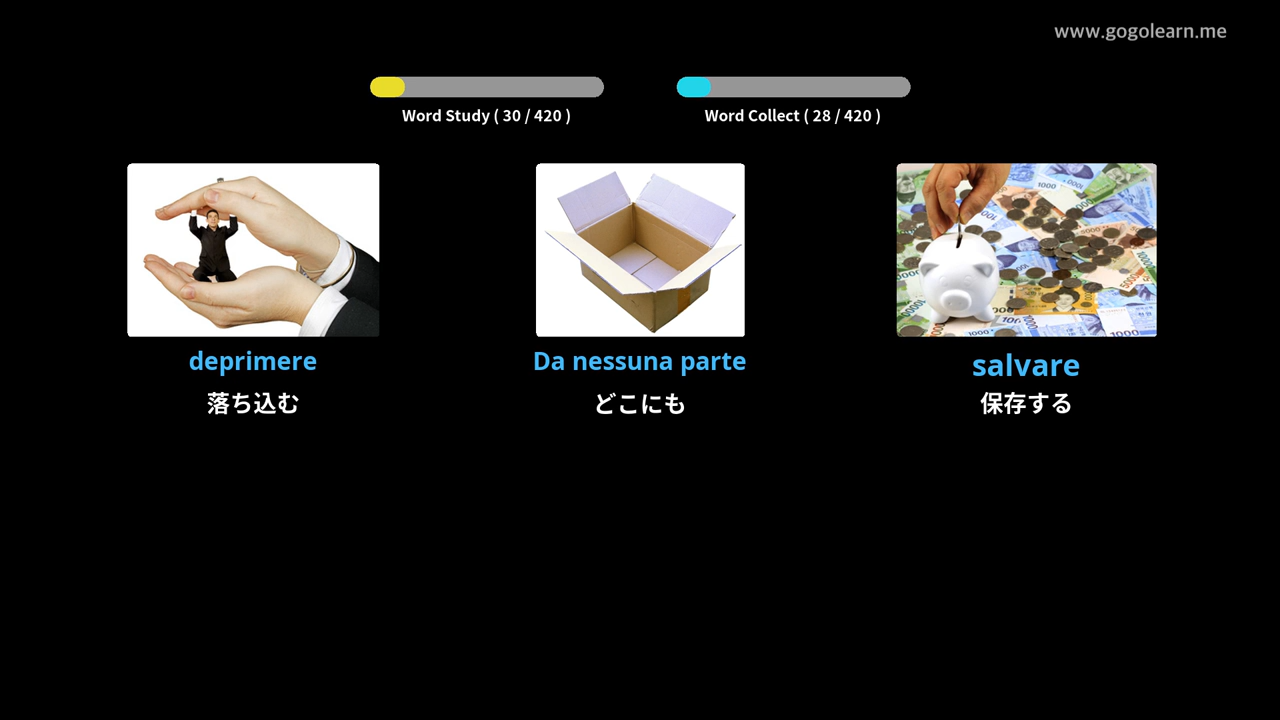 www.gogolearn.me
Word Study ( 30 / 420 )
Word Collect ( 28 / 420 )
deprimere
落ち込む
Da nessuna parte
どこにも
salvare
保存する